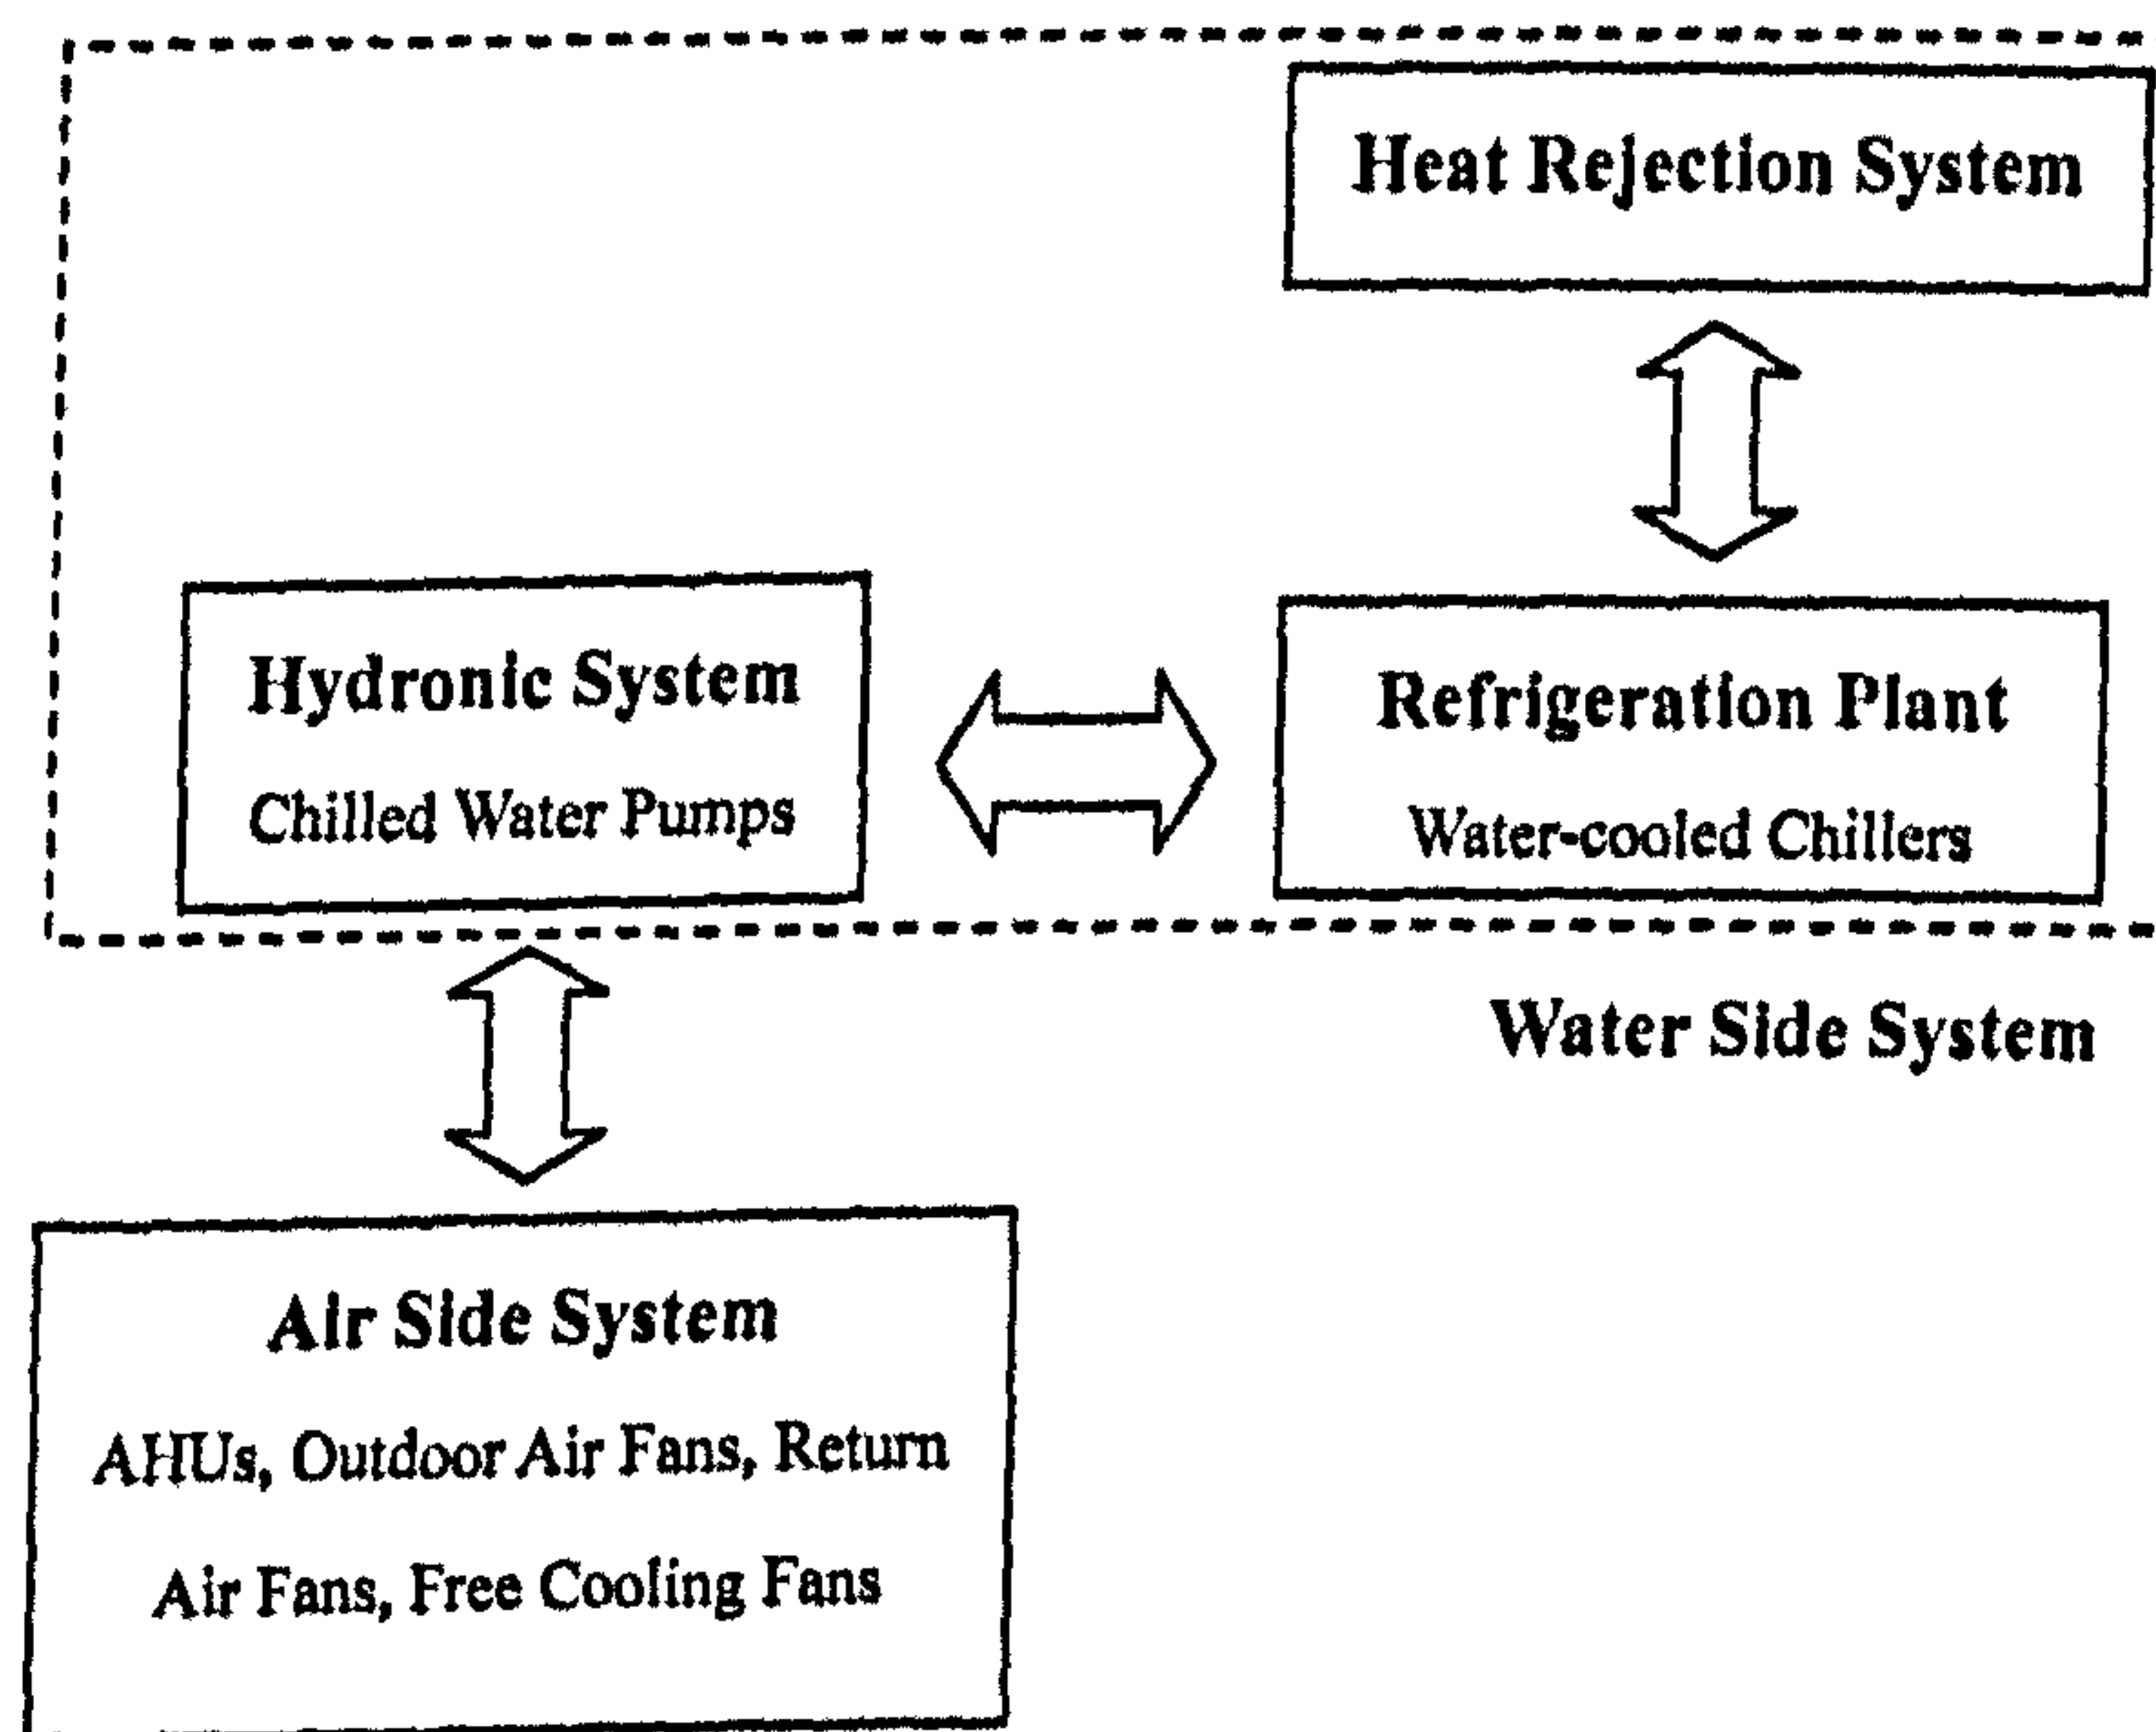 Heat Rejection System
Hydronic System
Chilled Water Pumps
Refrigeration Plant
Water-cooled Chillers
Water Side System
Air Side System
AHUs, Outdoor Air Fans, Return
Air Fans, Free Cooling Fans